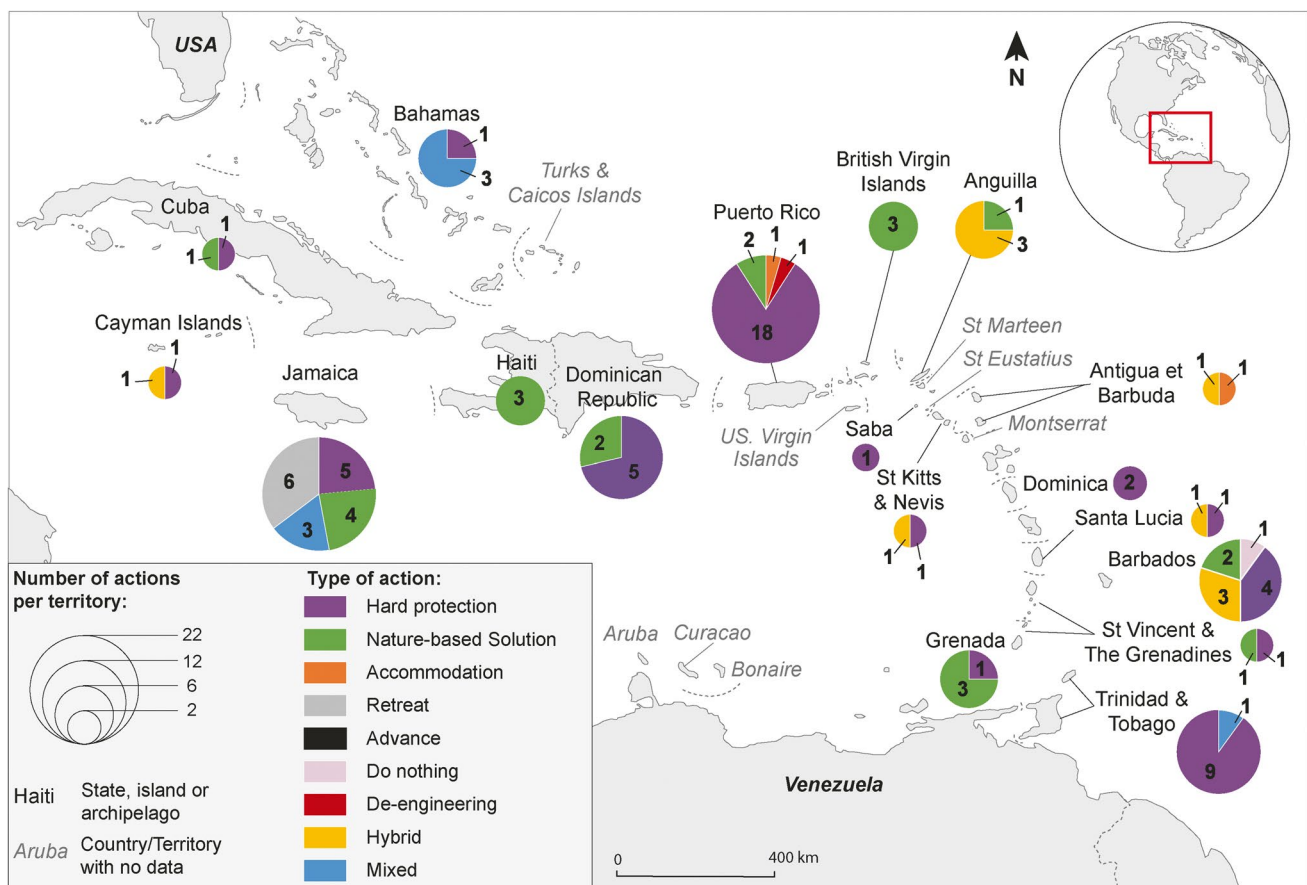 USA
N
Bahamas
1
3
Turks &
Caicos Islands
British Virgin
Islands
3
Anguilla
1
3
Puerto Rico
2
1
1
18
Cuba
1
1
Cayman Islands
1
1
Jamaica
6
5
3
4
Haiti
3
Dominican
Republic
2
5
St Marteen
St Eustatius
Antigua et
Barbuda
1
1
Montserrat
US. Virgin
Islands
Saba
1
St Kitts
& Nevis
1
1
Dominica
2
Santa Lucia
1
1
Barbados
2
1
3
4
St Vincent &
The Grenadines
1
1
Grenada
1
3
Trinidad &
Tobago
1
9
Aruba
Curacao
Bonaire
Venezuela
0
400 km
Number of actions
per territory:
22
12
6
2
Haiti
State, island or
archipelago
Aruba
Country/Territory
with no data
Type of action:
Hard protection
Nature-based Solution
Accommodation
Retreat
Advance
Do nothing
De-engineering
Hybrid
Mixed